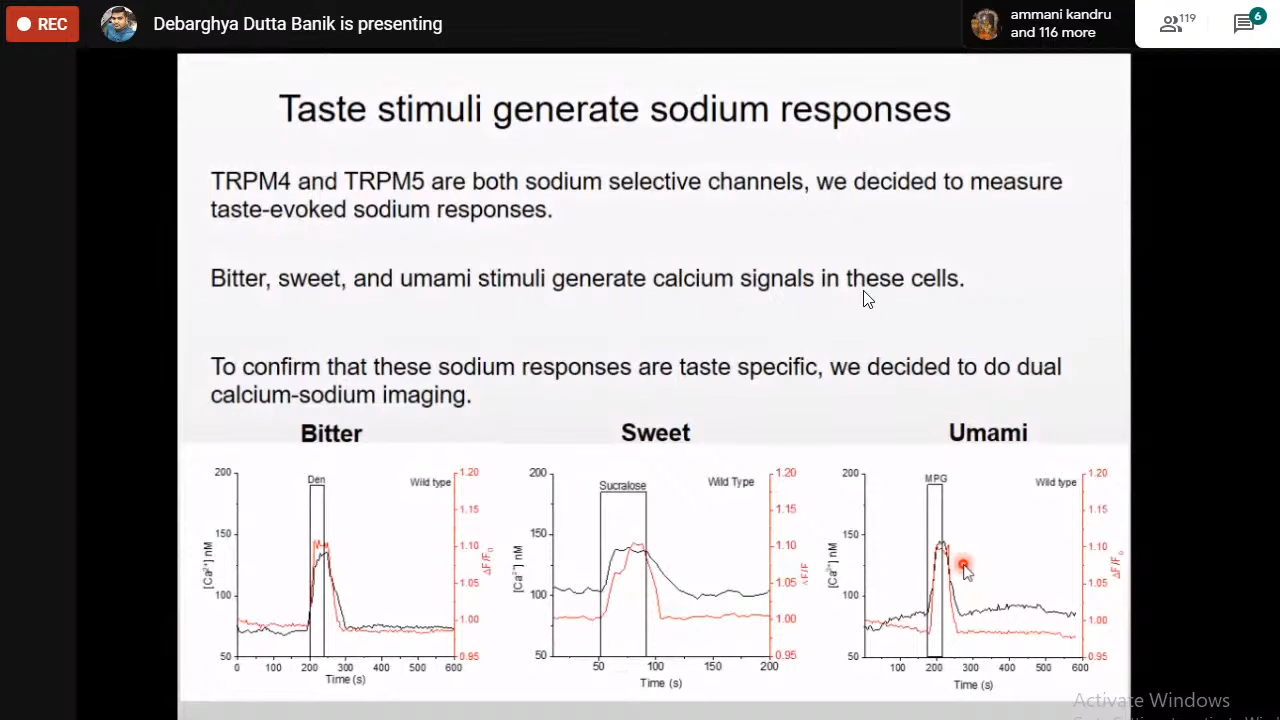 REC
Debarghya Dutta Banik is presenting
ammani kandru
and 116 more
119
6
Taste stimuli generate sodium responses
TRPM4 and TRPM5 are both sodium selective channels, we decided to measure
taste-evoked sodium responses.
Bitter, sweet, and umami stimuli generate calcium signals in these cells.
To confirm that these sodium responses are taste specific, we decided to do dual
calcium-sodium imaging.
Bitter
200
150
100
50
[Ca²⁺] nM
Den
Wild type
1.20
1.15
1.10
1.05
1.00
0.95
ΔF/F₀
0 100 200 300 400 500 600
Time (s)
Sweet
200
150
100
50
[Ca²⁺] nM
Sucralose
Wild Type
1.20
1.15
1.10
1.05
1.00
0.95
50 100 150 200
Time (s)
Umami
200
150
100
50
[Ca²⁺] nM
MPG
Wild type
1.20
1.15
1.10
1.05
1.00
0.95
ΔF/F₀
100 200 300 400 500 600
Time (s)
Activate Windows